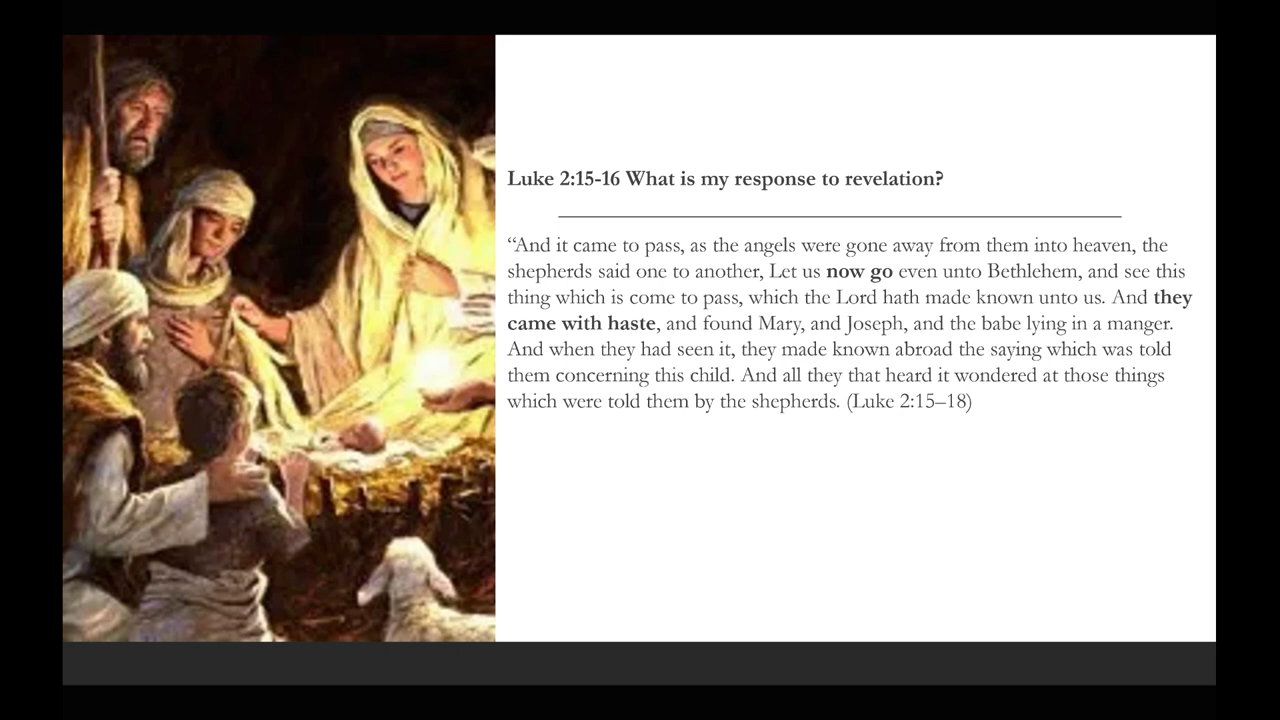 Luke 2:15-16 What is my response to revelation?
“And it came to pass, as the angels were gone away from them into heaven, the
shepherds said one to another, Let us now go even unto Bethlehem, and see this
thing which is come to pass, which the Lord hath made known unto us. And they
came with haste, and found Mary, and Joseph, and the babe lying in a manger.
And when they had seen it, they made known abroad the saying which was told
them concerning this child. And all they that heard it wondered at those things
which were told them by the shepherds. (Luke 2:15–18)